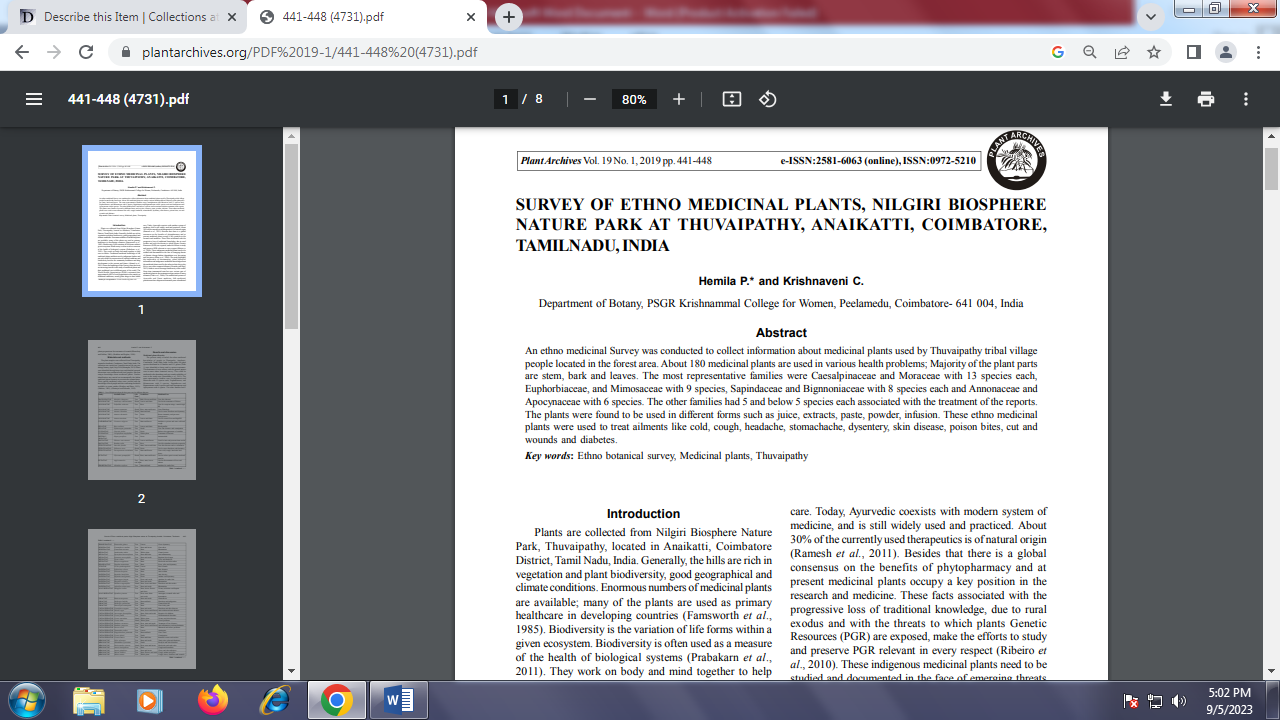 Describe this Item | Collections at
441-448 (4731).pdf
plantarchives.org/PDF%2019-1/441-448%20(4731).pdf
441-448 (4731).pdf
1 / 8
80%
1
2
Plant Archives Vol. 19 No. 1, 2019 pp. 441-448 e-ISSN:2581-6063 (online), ISSN:0972-5210
PLANT ARCHIVES
SURVEY OF ETHNO MEDICINAL PLANTS, NILGIRI BIOSPHERE
NATURE PARK AT THUVAIPATHY, ANAIKATTI, COIMBATORE,
TAMILNADU, INDIA
Hemila P.* and Krishnaveni C.
Department of Botany, PSGR Krishnammal College for Women, Peelamedu, Coimbatore- 641 004, India
Abstract
An ethno medicinal Survey was conducted to collect information about medicinal plants used by Thuvaipathy tribal village
people located in the forest area. About 180 medicinal plants are used in various health problems; Majority of the plant parts
are stem, bark and leaves. The most representative families were Caesalpinaceae and Moraceae with 13 species each,
Euphorbiaceae, and Mimosaceae with 9 species, Sapindaceae and Bignnoniaceae with 8 species each and Annonaceae and
Apocynaceae with 6 species. The other families had 5 and below 5 species each associated with the treatment of the reports.
The plants were found to be used in different forms such as juice, extracts, paste, powder, infusion. These ethno medicinal
plants were used to treat ailments like cold, cough, headache, stomachache, dysentery, skin disease, poison bites, cut and
wounds and diabetes.
Key words: Ethno botanical survey, Medicinal plants, Thuvaipathy
Introduction
Plants are collected from Nilgiri Biosphere Nature
Park, Thuvaipathy, located in Anaikatti, Coimbatore
District, Tamil Nadu, India. Generally, the hills are rich in
vegetation and plant biodiversity, good geographical and
climate conditions. Enormous numbers of medicinal plants
are available; many of the plants are used as primary
healthcare in developing countries (Famsworth et al.,
1985). Biodiversity is the variation of life forms within a
given ecosystem. Biodiversity is often used as a measure
of the health of biological systems (Prabakarn et al.,
2011). They work on body and mind together to help
care. Today, Ayurvedic coexists with modern system of
medicine, and is still widely used and practiced. About
30% of the currently used therapeutics is of natural origin
(Ramesh et al., 2011). Besides that there is a global
consensus on the benefits of phytopharmacy and at
present medicinal plants occupy a key position in the
research and medicine. These facts associated with the
progressive loss of traditional knowledge, due to rural
exodus and with the threats to which plants Genetic
Resources (PGR) are exposed, make the efforts to study
and preserve PGR relevant in every respect (Ribeiro et
al., 2010). These indigenous medicinal plants need to be
studied and documented in the face of emerging threats
5:02 PM
9/5/2023